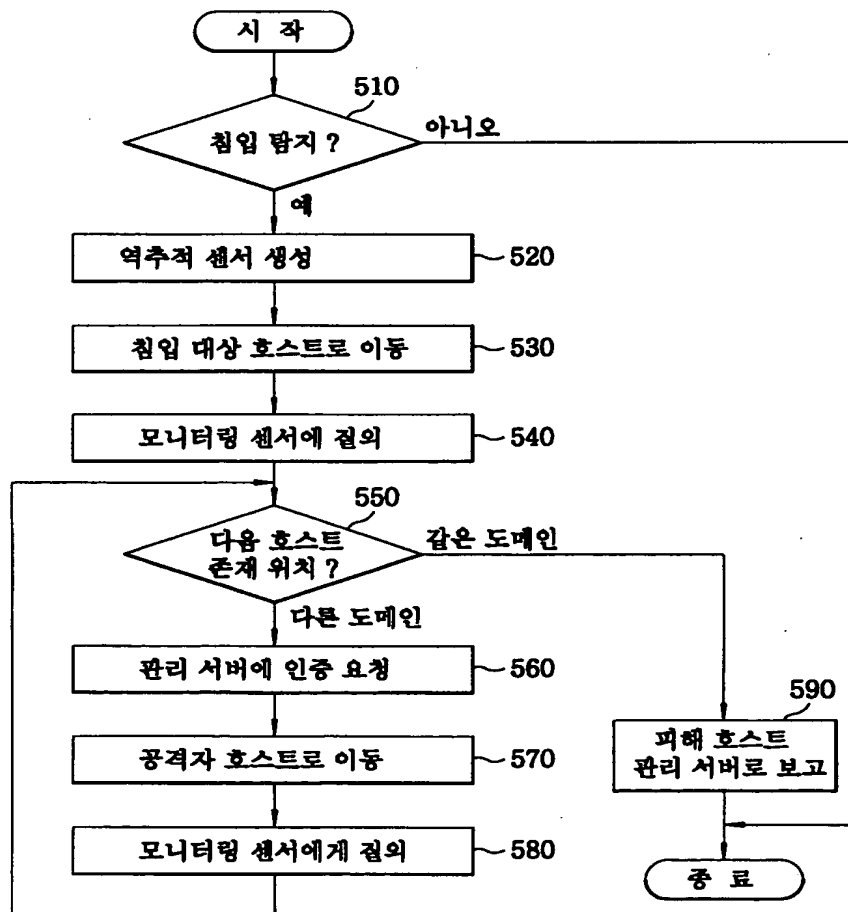 시 작
510
침입 탐지 ?
아니오
예
역추적 센서 생성
520
침입 대상 호스트로 이동
530
모니터링 센서에 질의
540
550
다음 호스트
존재 위치 ?
같은 도메인
다른 도메인
관리 서버에 인증 요청
560
590
피해 호스트
관리 서버로 보고
공격자 호스트로 이동
570
모니터링 센서에게 질의
580
종 료